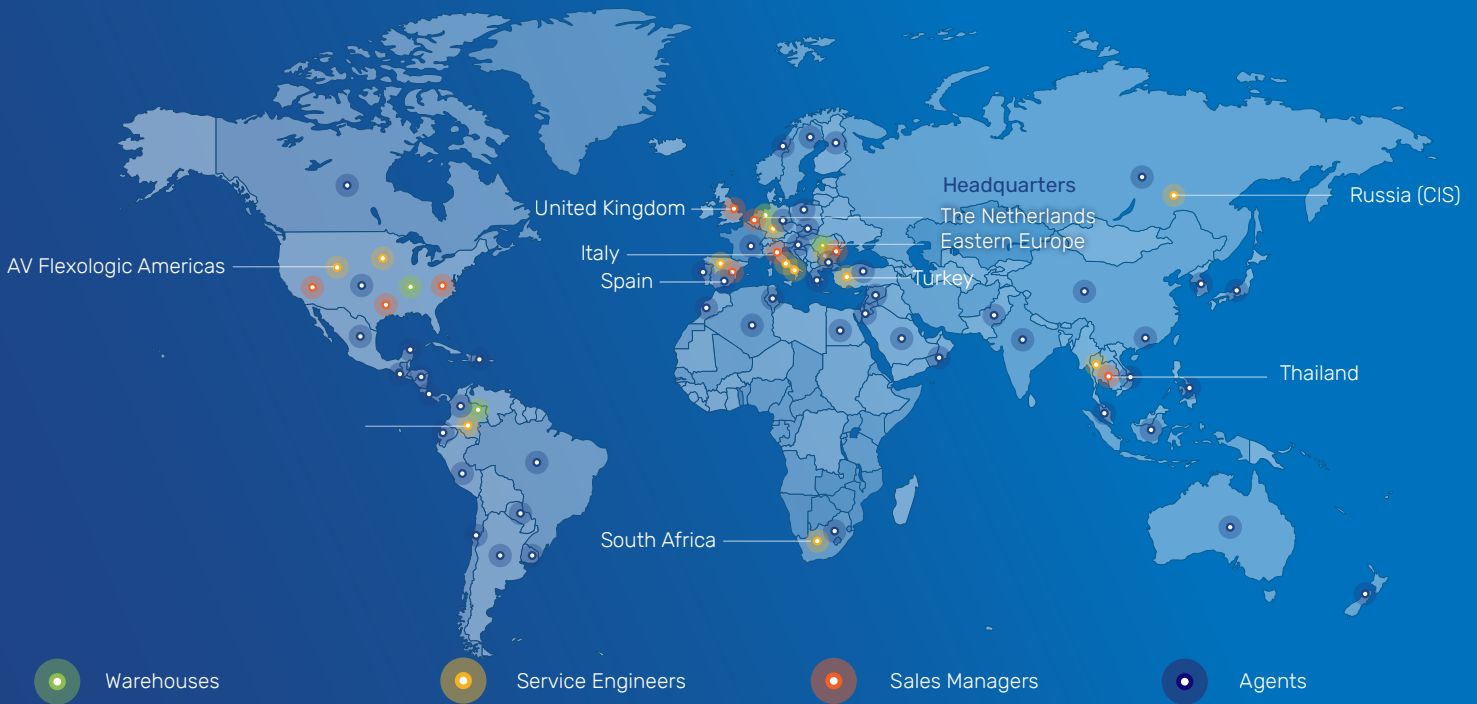 Headquarters
Russia (CIS)
United Kingdom
The Netherlands
Eastern Europe
Italy
AV Flexologic Americas
Spain
Turkey
Thailand
South Africa
Warehouses
Service Engineers
Sales Managers
Agents